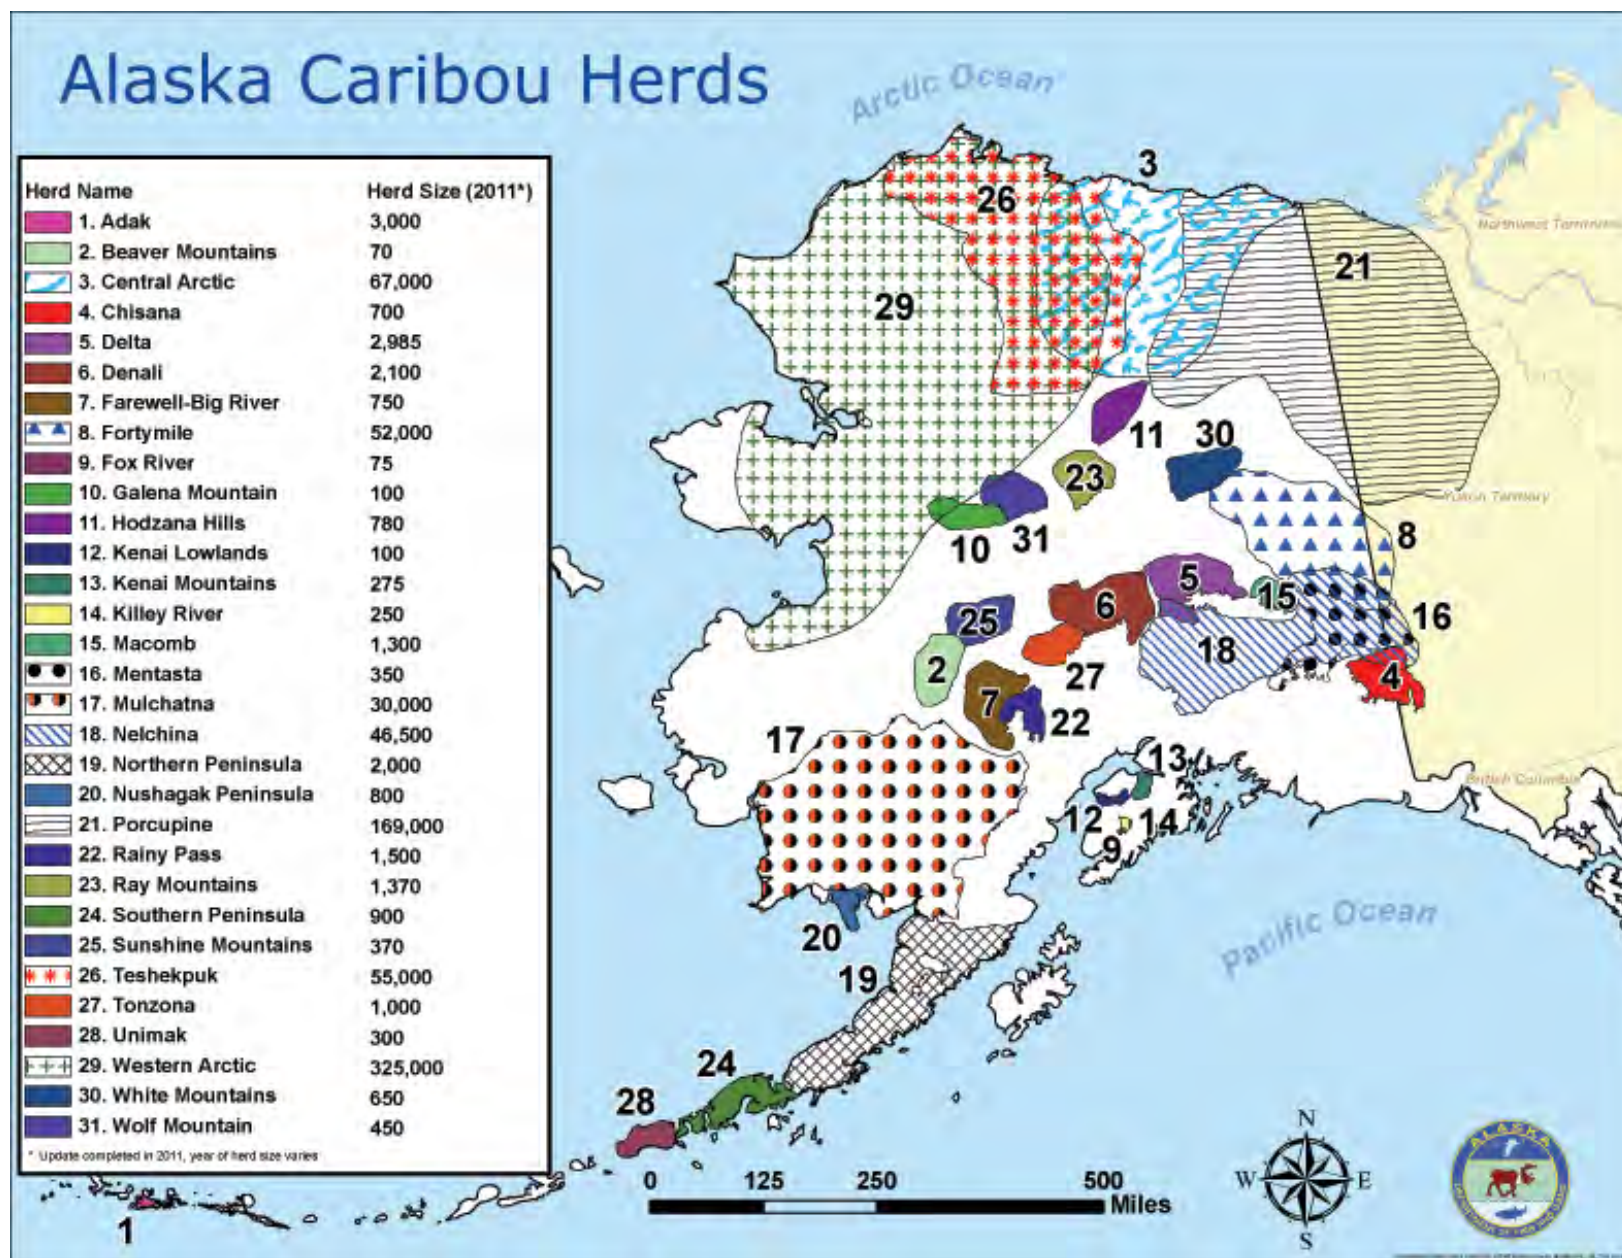 Alaska Caribou Herds
Herd Name Herd Size (2011*)
1. Adak 3,000
2. Beaver Mountains 70
3. Central Arctic 67,000
4. Chisana 700
5. Delta 2,985
6. Denali 2,100
7. Farewell-Big River 750
8. Fortymile 52,000
9. Fox River 75
10. Galena Mountain 100
11. Hodzana Hills 780
12. Kenai Lowlands 100
13. Kenai Mountains 275
14. Killey River 250
15. Macomb 1,300
16. Mentasta 350
17. Mulchatna 30,000
18. Nelchina 46,500
19. Northern Peninsula 2,000
20. Nushagak Peninsula 800
21. Porcupine 169,000
22. Rainy Pass 1,500
23. Ray Mountains 1,370
24. Southern Peninsula 900
25. Sunshine Mountains 370
26. Teshekpuk 55,000
27. Tonzona 1,000
28. Unimak 300
29. Western Arctic 325,000
30. White Mountains 650
31. Wolf Mountain 450
* Update completed in 2011, year of herd size varies
Arctic Ocean
3
26
Northwest Territories
21
29
11
30
23
Yukon Territory
10
31
8
5
15
6
16
25
18
2
27
4
7
22
17
13
British Columbia
12
14
9
Pacific Ocean
20
19
24
28
1
0 125 250 500
Miles
N
W E
S
ALASKA